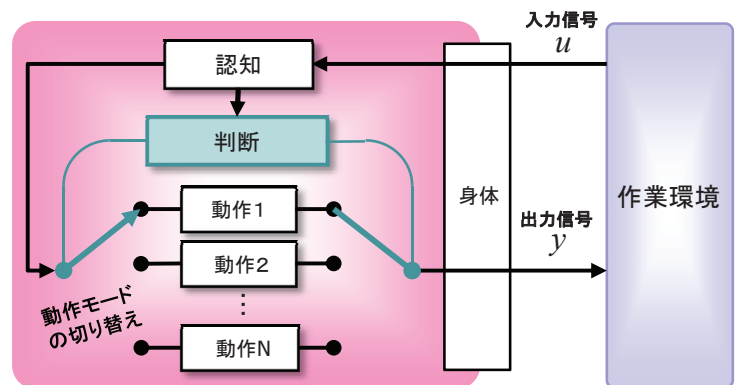 入力信号
u
認知
判断
動作1
身体
作業環境
出力信号
y
動作2
⋮
動作モード
の切り替え
動作N